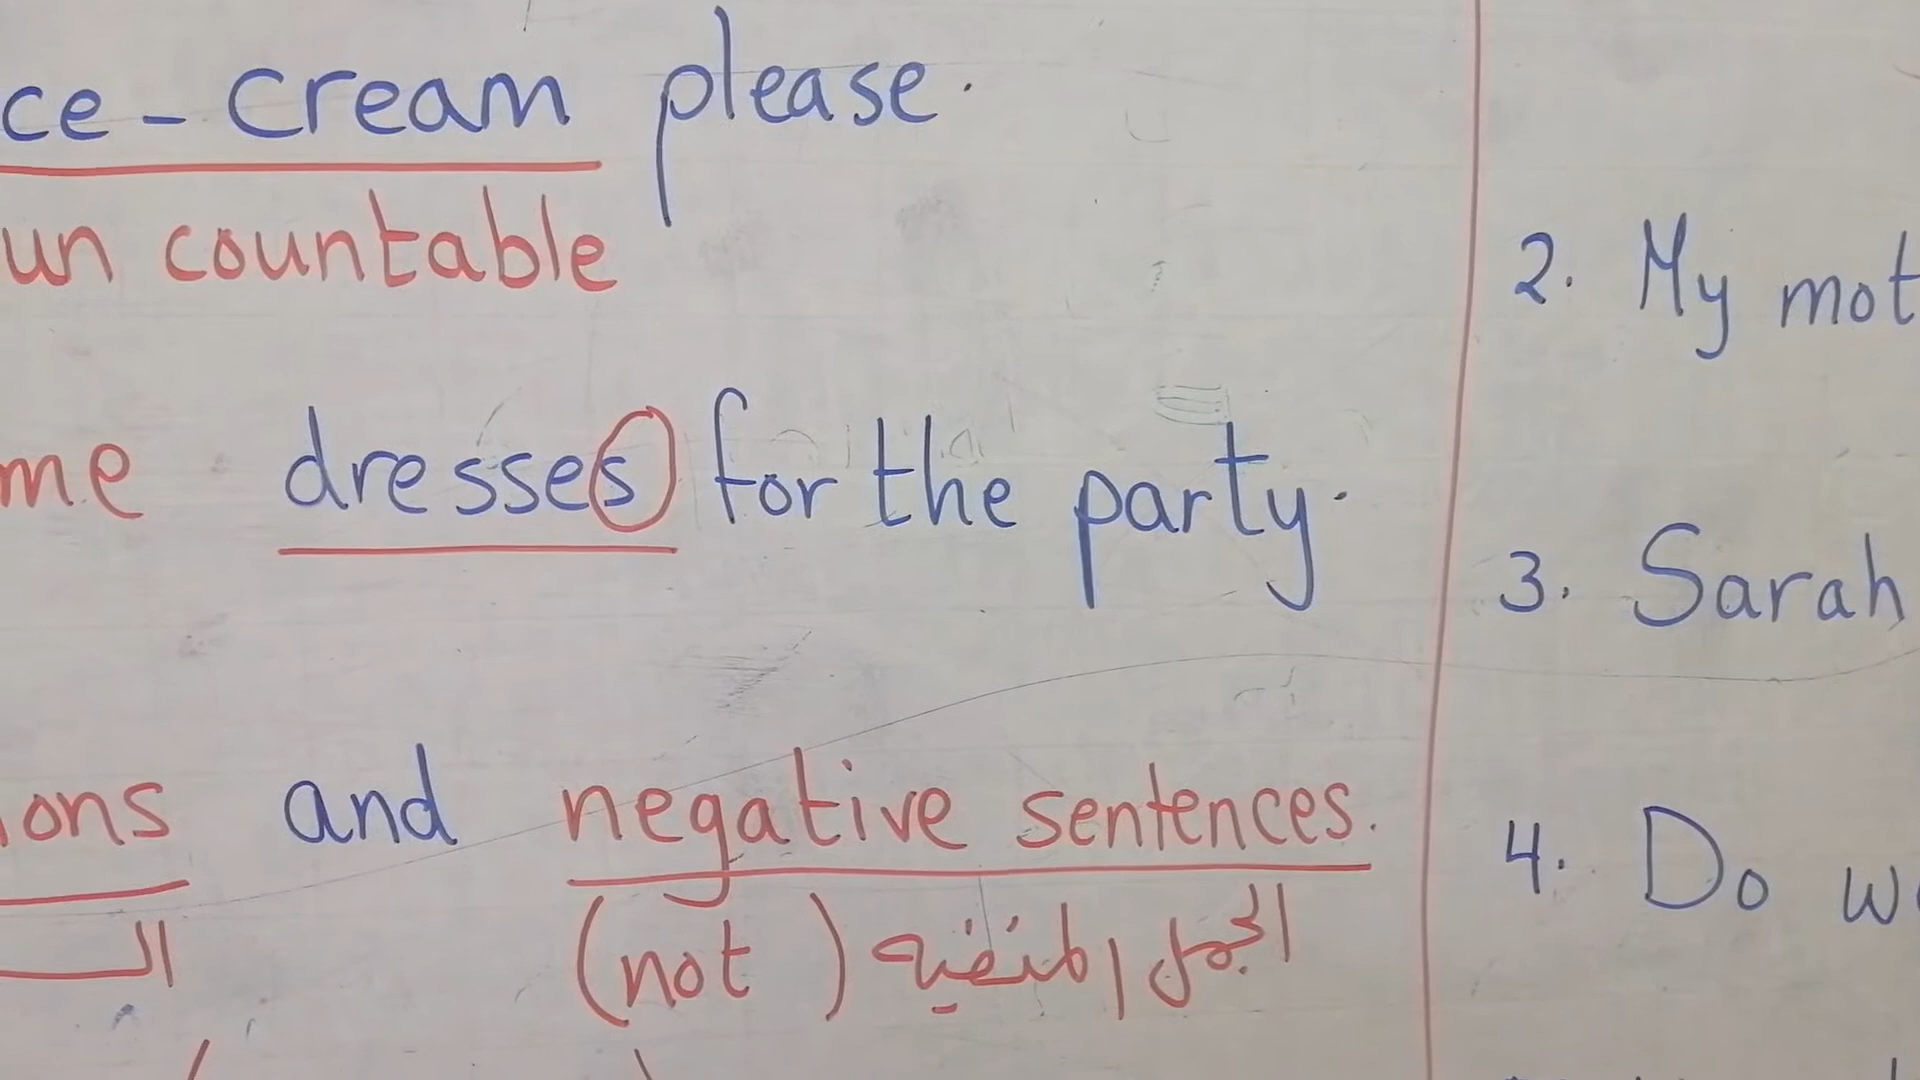 ce - cream please.
un countable
me dresses for the party.
ons and negative sentences.
(not) الجمل المنفيه
2. My mot
3. Sarah
4. Do w